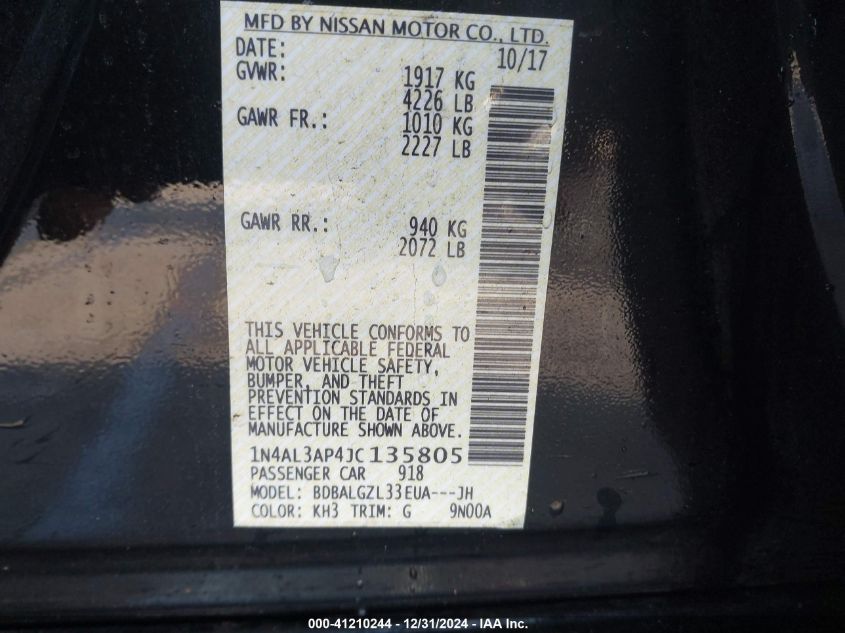 MFD BY NISSAN MOTOR CO., LTD.
DATE: 10/17
GVWR: 1917 KG
4226 LB
GAWR FR.: 1010 KG
2227 LB
GAWR RR.: 940 KG
2072 LB
THIS VEHICLE CONFORMS TO
ALL APPLICABLE FEDERAL
MOTOR VEHICLE SAFETY,
BUMPER, AND THEFT
PREVENTION STANDARDS IN
EFFECT ON THE DATE OF
MANUFACTURE SHOWN ABOVE.
1N4AL3AP4JC135805
PASSENGER CAR 918
MODEL: BDBALGZL33EUA---JH
COLOR: KH3 TRIM: G 9N00A
000-41210244 - 12/31/2024 - IAA Inc.